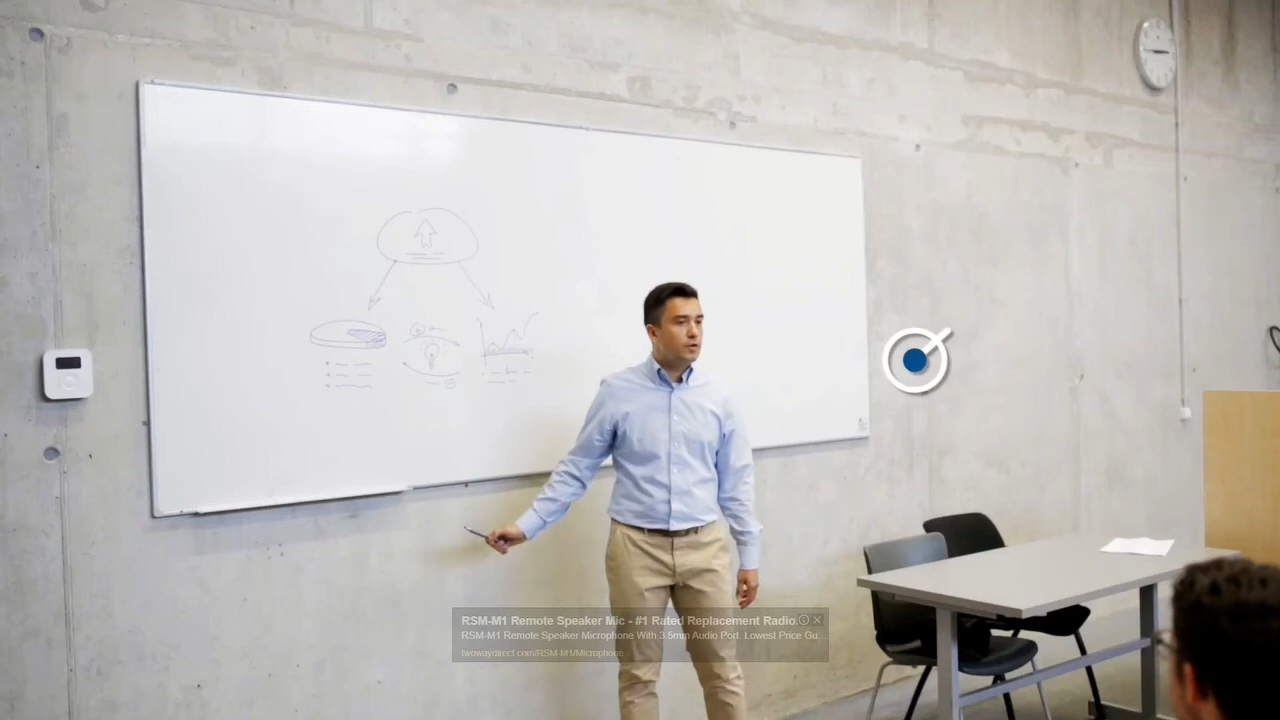 RSM-M1 Remote Speaker Mic - #1 Rated Replacement Radio.
RSM-M1 Remote Speaker Microphone With 3.5mm Audio Port. Lowest Price Gu...
twowaydirect.com/RSM-M1/Microphone